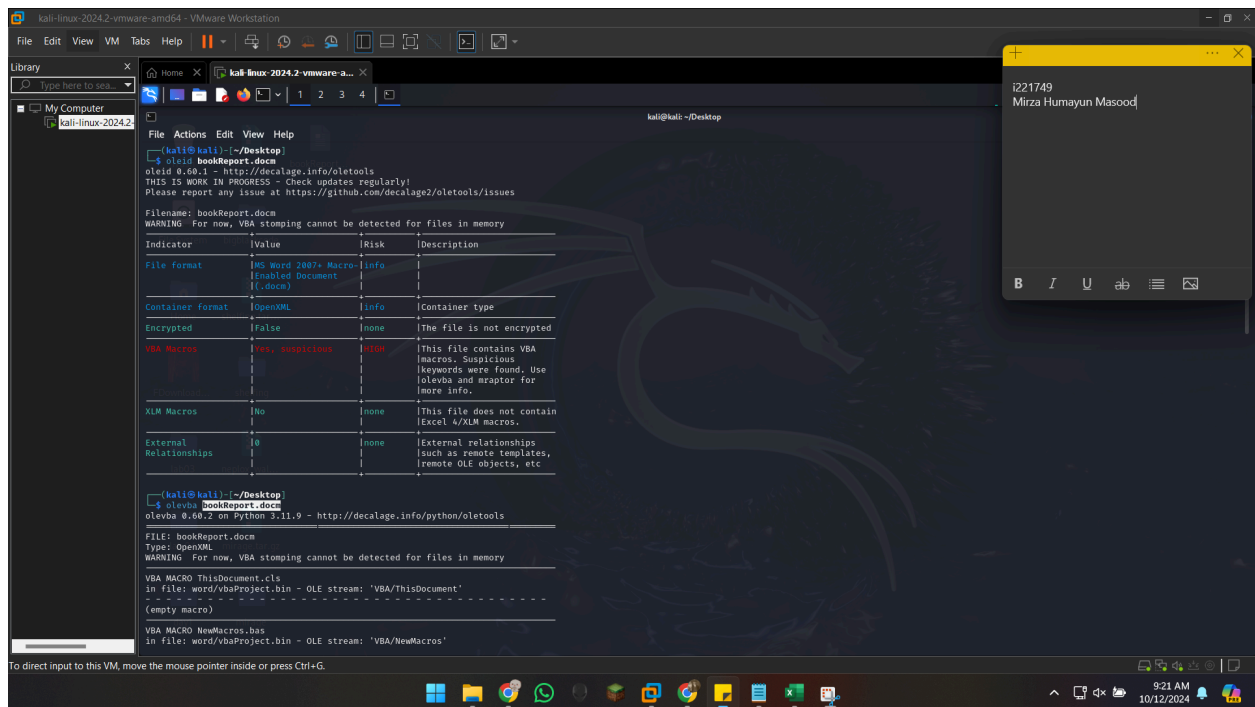 kali-linux-2024.2-vmware-amd64 - VMware Workstation
File Edit View VM Tabs Help
Library X
Type here to sea...
My Computer
kali-linux-2024.2-
Home
kali-linux-2024.2-vmware-a...
1 2 3 4
kali@kali: ~/Desktop
File Actions Edit View Help
(kali㉿kali)-[~/Desktop]
$ oleid bookReport.docm
oleid 0.60.1 - http://decalage.info/oletools
THIS IS WORK IN PROGRESS - Check updates regularly!
Please report any issue at https://github.com/decalage2/oletools/issues
Filename: bookReport.docm
WARNING  For now, VBA stomping cannot be detected for files in memory
Indicator |Value |Risk |Description
File format |MS Word 2007+ Macro-|info |
|Enabled Document | |
|(.docm) | |
Container format |OpenXML |info |Container type
Encrypted |False |none |The file is not encrypted
VBA Macros |Yes, suspicious |HIGH |This file contains VBA
| | |macros. Suspicious
| | |keywords were found. Use
| | |olevba and mraptor for
| | |more info.
XLM Macros |No |none |This file does not contain
| | |Excel 4/XLM macros.
External |0 |none |External relationships
Relationships | | |such as remote templates,
| | |remote OLE objects, etc
(kali㉿kali)-[~/Desktop]
$ olevba bookReport.docm
olevba 0.60.2 on Python 3.11.9 - http://decalage.info/python/oletools
FILE: bookReport.docm
Type: OpenXML
WARNING  For now, VBA stomping cannot be detected for files in memory
VBA MACRO ThisDocument.cls
in file: word/vbaProject.bin - OLE stream: 'VBA/ThisDocument'
- - - - - - - - - - - - - - - - - - - - - - - - - - - - - - - - - - - - - - -
(empty macro)
VBA MACRO NewMacros.bas
in file: word/vbaProject.bin - OLE stream: 'VBA/NewMacros'
i221749
Mirza Humayun Masood
B I U ab
To direct input to this VM, move the mouse pointer inside or press Ctrl+G.
9:21 AM
10/12/2024